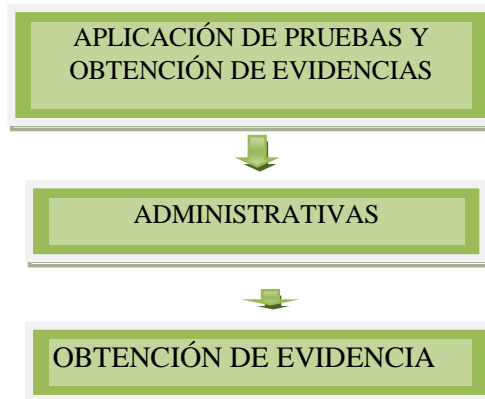 APLICACIÓN DE PRUEBAS Y
OBTENCIÓN DE EVIDENCIAS
ADMINISTRATIVAS
OBTENCIÓN DE EVIDENCIA